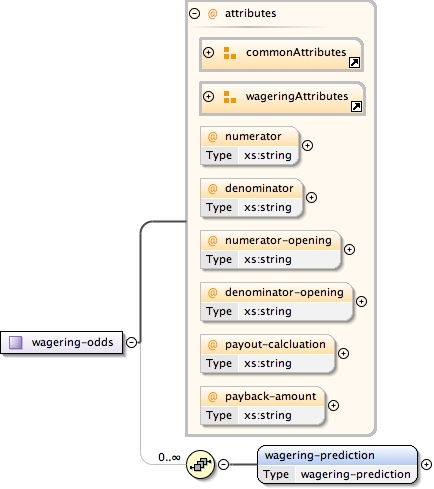 @ attributes
commonAttributes
wageringAttributes
@ numerator
Type xs:string
@ denominator
Type xs:string
@ numerator-opening
Type xs:string
@ denominator-opening
Type xs:string
@ payout-calcluation
Type xs:string
@ payback-amount
Type xs:string
wagering-odds
0..∞
wagering-prediction
Type wagering-prediction